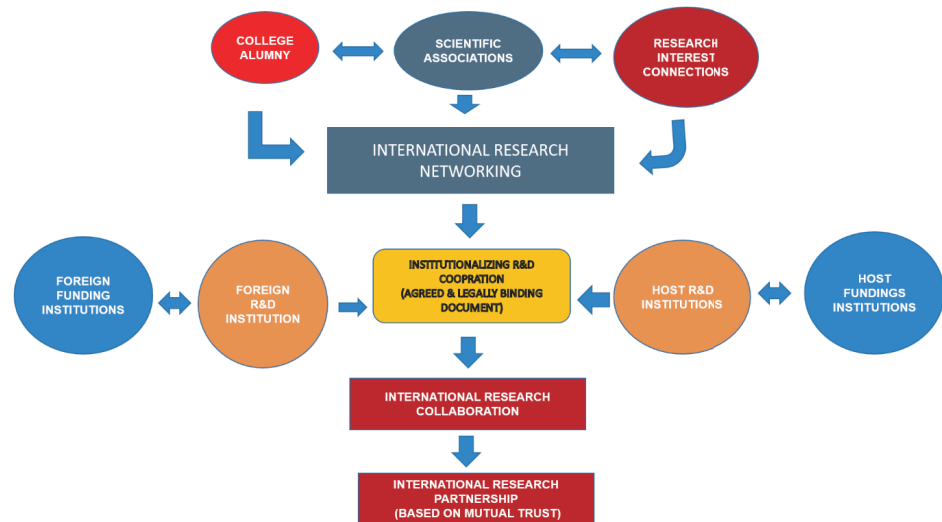 COLLEGE
ALUMNY
SCIENTIFIC
ASSOCIATIONS
RESEARCH
INTEREST
CONNECTIONS
INTERNATIONAL RESEARCH
NETWORKING
FOREIGN
FUNDING
INSTITUTIONS
FOREIGN
R&D
INSTITUTION
INSTITUTIONALIZING R&D
COOPRATION
(AGREED & LEGALLY BINDING
DOCUMENT)
HOST R&D
INSTITUTIONS
HOST
FUNDINGS
INSTITUTIONS
INTERNATIONAL RESEARCH
COLLABORATION
INTERNATIONAL RESEARCH
PARTNERSHIP
(BASED ON MUTUAL TRUST)